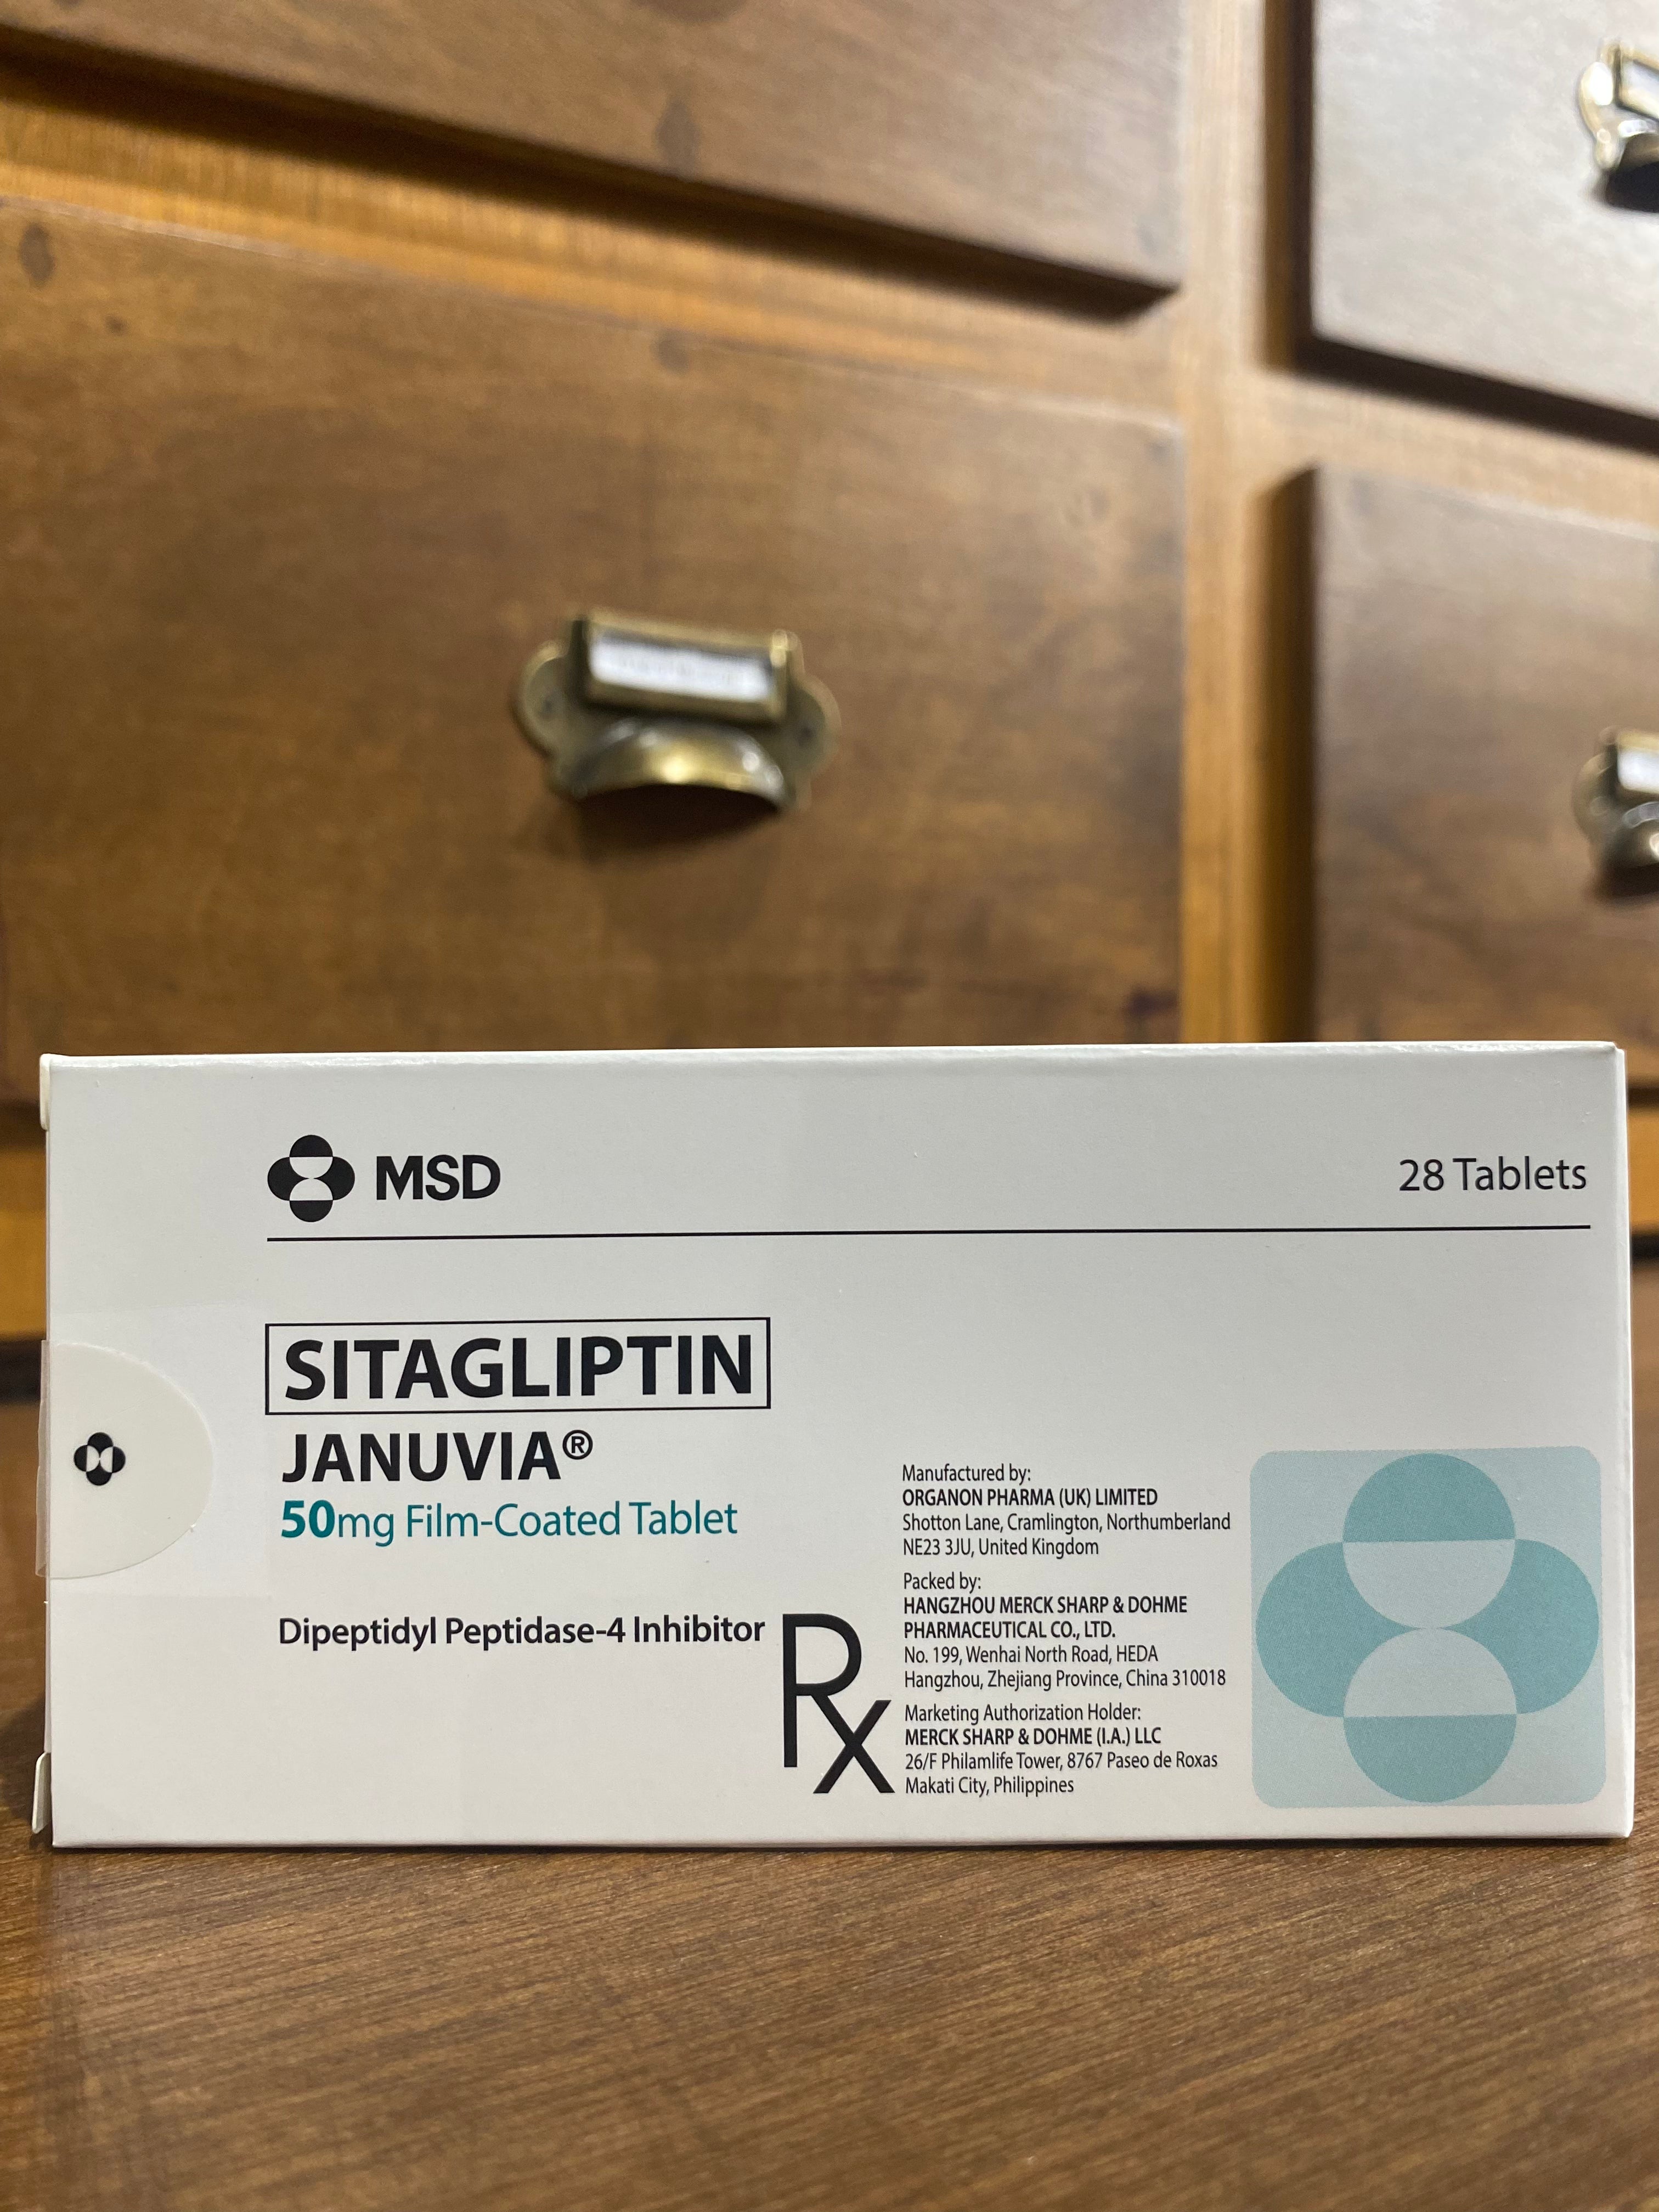 MSD
28 Tablets
SITAGLIPTIN
JANUVIA®
50mg Film-Coated Tablet
Dipeptidyl Peptidase-4 Inhibitor
Rx
Manufactured by:
ORGANON PHARMA (UK) LIMITED
Shotton Lane, Cramlington, Northumberland
NE23 3JU, United Kingdom
Packed by:
HANGZHOU MERCK SHARP & DOHME
PHARMACEUTICAL CO., LTD.
No. 199, Wenhai North Road, HEDA
Hangzhou, Zhejiang Province, China 310018
Marketing Authorization Holder:
MERCK SHARP & DOHME (I.A.) LLC
26/F Philamlife Tower, 8767 Paseo de Roxas
Makati City, Philippines